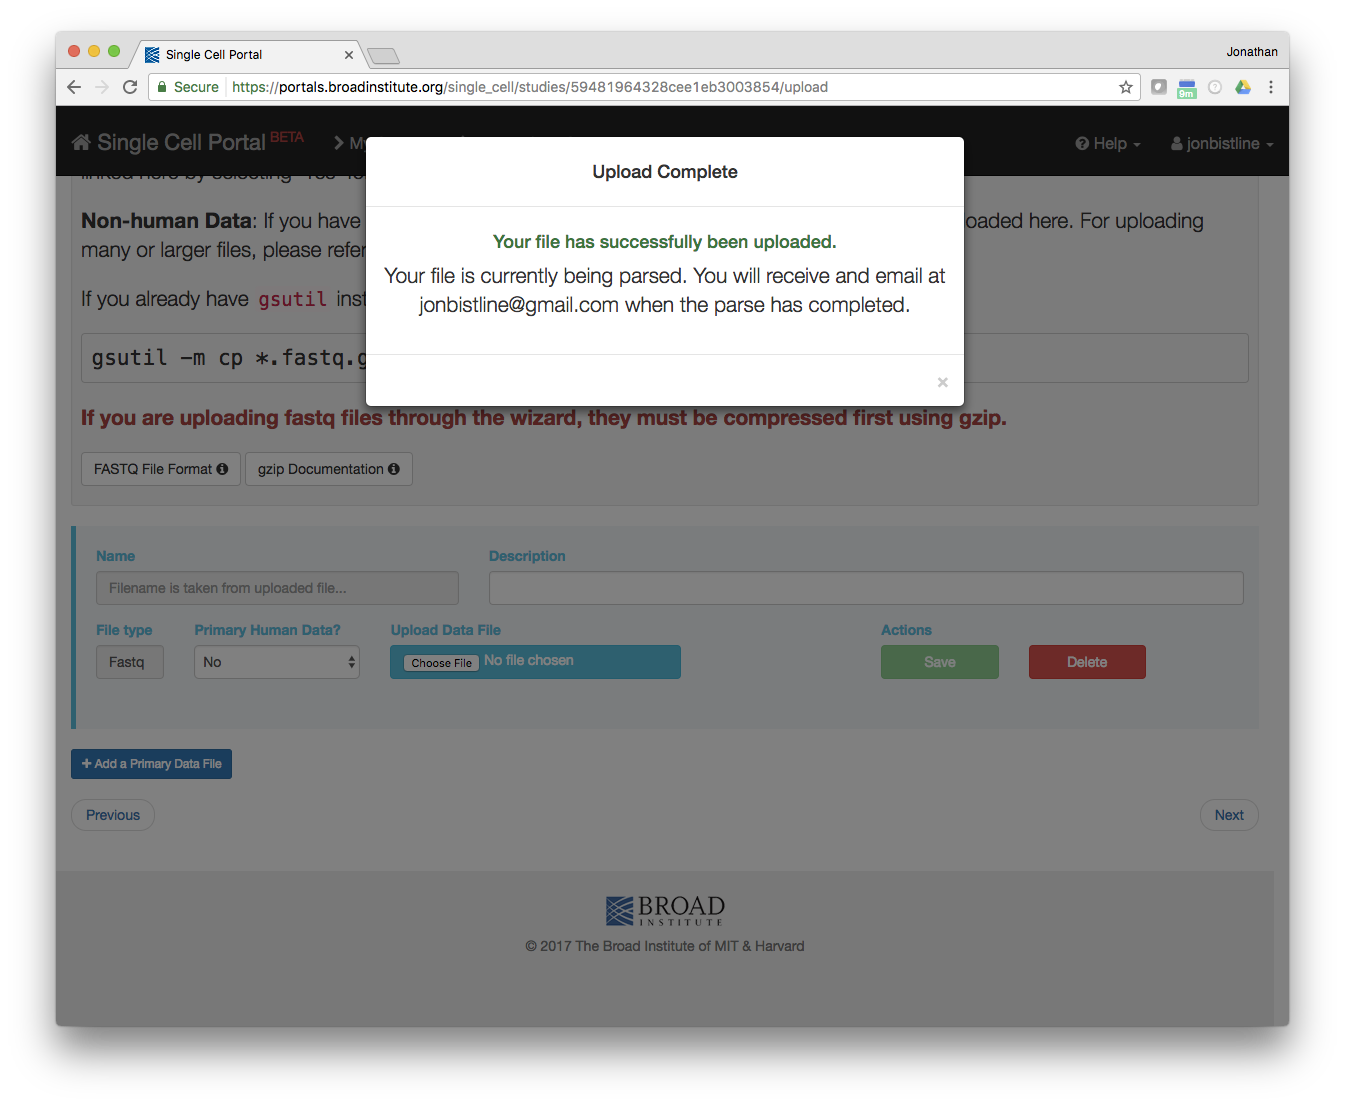 Single Cell Portal
Jonathan
Secure https://portals.broadinstitute.org/single_cell/studies/59481964328cee1eb3003854/upload
9m
Single Cell Portal BETA
Help
jonbistline
Upload Complete
Your file has successfully been uploaded.
Your file is currently being parsed. You will receive and email at
jonbistline@gmail.com when the parse has completed.
×
Non-human Data: If you have
oaded here. For uploading
many or larger files, please refer
If you already have gsutil inst
gsutil -m cp *.fastq.g
If you are uploading fastq files through the wizard, they must be compressed first using gzip.
FASTQ File Format
gzip Documentation
Name
Description
Filename is taken from uploaded file...
File type
Primary Human Data?
Upload Data File
Actions
Fastq
No
Choose File No file chosen
Save
Delete
+ Add a Primary Data File
Previous
Next
BROAD
INSTITUTE
© 2017 The Broad Institute of MIT & Harvard